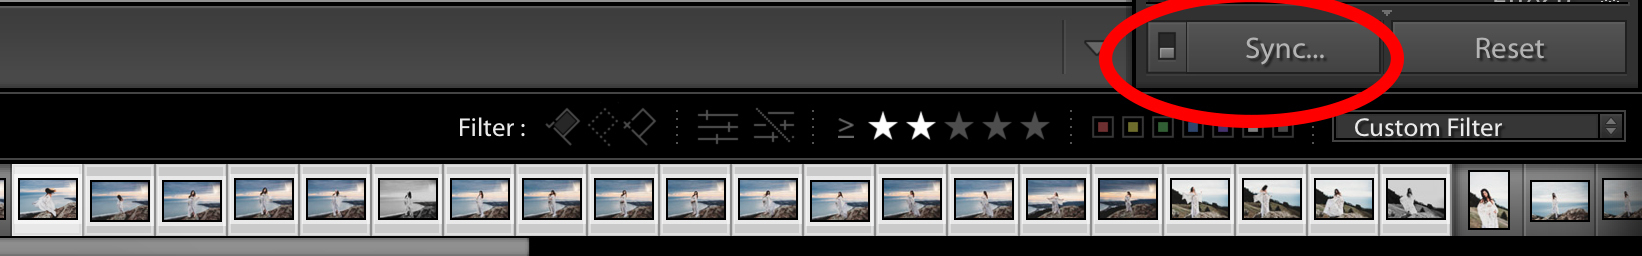 Sync...
Reset
Filter :
≥
Custom Filter